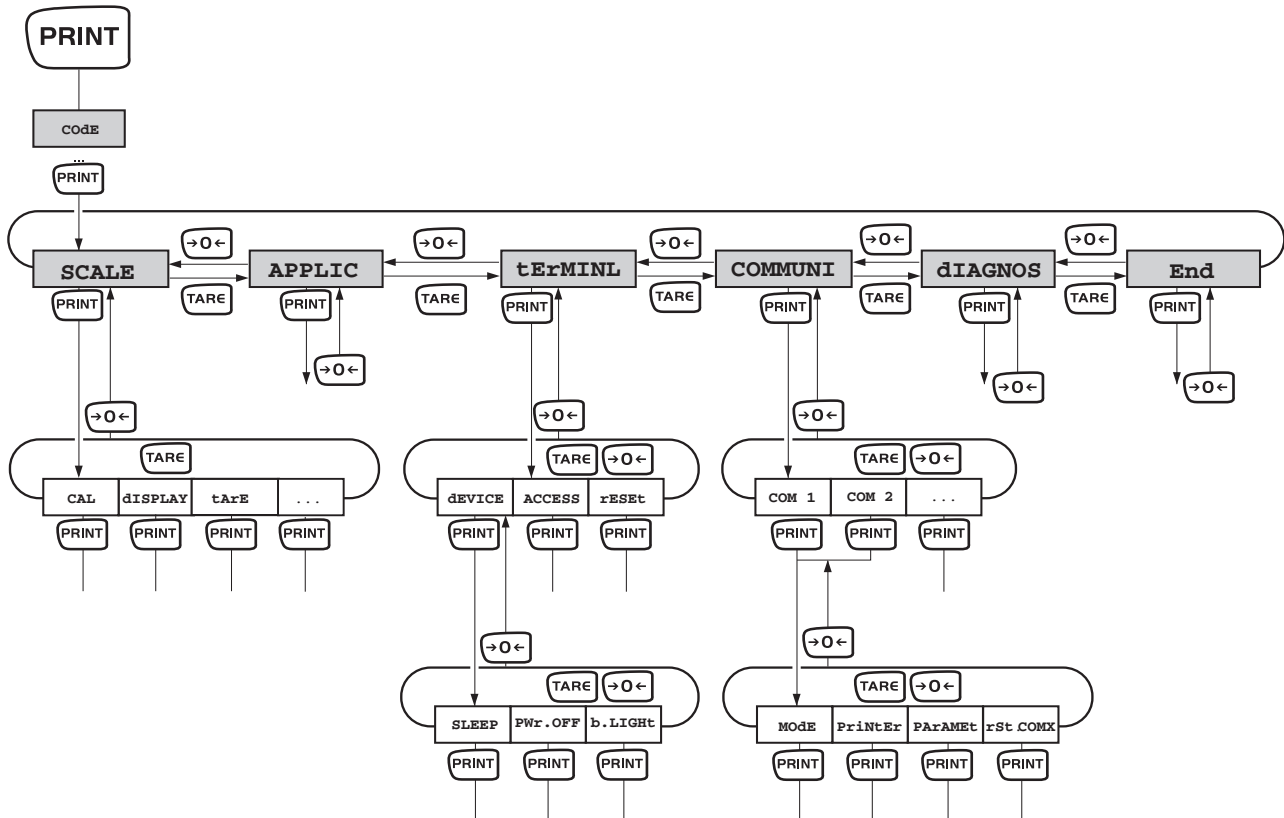 PRINT
COdE
...
PRINT
→0← →0← →0← →0← →0←
SCALE APPLIC tErMINL COMMUNI dIAGNOS End
PRINT TARE PRINT TARE PRINT TARE PRINT TARE PRINT TARE PRINT
→0← →0← →0←
→0← →0← →0←
TARE TARE →0← TARE →0←
CAL dISPLAY tArE ... dEVICE ACCESS rESEt COM 1 COM 2 ...
PRINT PRINT PRINT PRINT PRINT PRINT PRINT PRINT PRINT PRINT
→0← →0←
TARE →0← TARE →0←
SLEEP PWr.OFF b.LIGHt MOdE PriNtEr PArAMEt rSt.COMX
PRINT PRINT PRINT PRINT PRINT PRINT PRINT